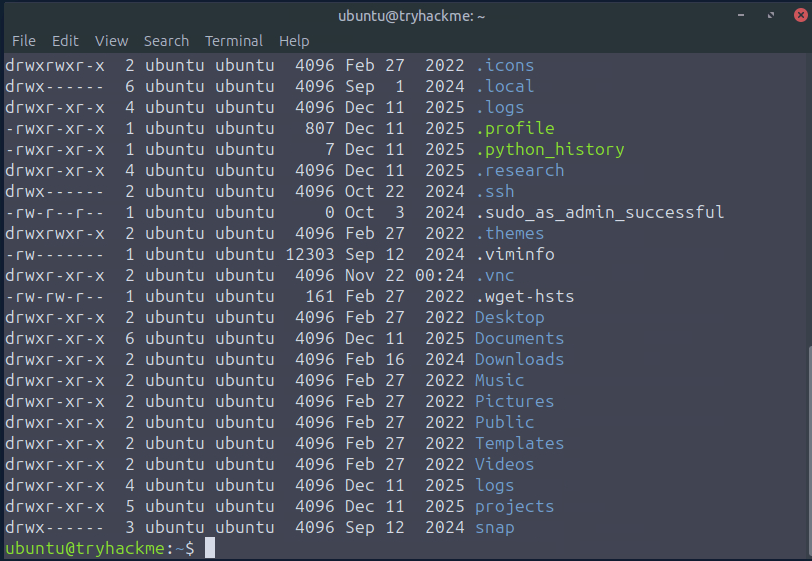 ubuntu@tryhackme: ~
File Edit View Search Terminal Help
drwxrwxr-x  2 ubuntu ubuntu  4096 Feb 27  2022 .icons
drwx------  6 ubuntu ubuntu  4096 Sep  1  2024 .local
drwxr-xr-x  4 ubuntu ubuntu  4096 Dec 11  2025 .logs
-rwxr-xr-x  1 ubuntu ubuntu   807 Dec 11  2025 .profile
-rwxr-xr-x  1 ubuntu ubuntu     7 Dec 11  2025 .python_history
drwxr-xr-x  4 ubuntu ubuntu  4096 Dec 11  2025 .research
drwx------  2 ubuntu ubuntu  4096 Oct 22  2024 .ssh
-rw-r--r--  1 ubuntu ubuntu     0 Oct  3  2024 .sudo_as_admin_successful
drwxrwxr-x  2 ubuntu ubuntu  4096 Feb 27  2022 .themes
-rw-------  1 ubuntu ubuntu 12303 Sep 12  2024 .viminfo
drwxr-xr-x  2 ubuntu ubuntu  4096 Nov 22 00:24 .vnc
-rw-rw-r--  1 ubuntu ubuntu   161 Feb 27  2022 .wget-hsts
drwxr-xr-x  2 ubuntu ubuntu  4096 Feb 27  2022 Desktop
drwxr-xr-x  6 ubuntu ubuntu  4096 Dec 11  2025 Documents
drwxr-xr-x  2 ubuntu ubuntu  4096 Feb 16  2024 Downloads
drwxr-xr-x  2 ubuntu ubuntu  4096 Feb 27  2022 Music
drwxr-xr-x  2 ubuntu ubuntu  4096 Feb 27  2022 Pictures
drwxr-xr-x  2 ubuntu ubuntu  4096 Feb 27  2022 Public
drwxr-xr-x  2 ubuntu ubuntu  4096 Feb 27  2022 Templates
drwxr-xr-x  2 ubuntu ubuntu  4096 Feb 27  2022 Videos
drwxr-xr-x  4 ubuntu ubuntu  4096 Dec 11  2025 logs
drwxr-xr-x  5 ubuntu ubuntu  4096 Dec 11  2025 projects
drwx------  3 ubuntu ubuntu  4096 Sep 12  2024 snap
ubuntu@tryhackme:~$